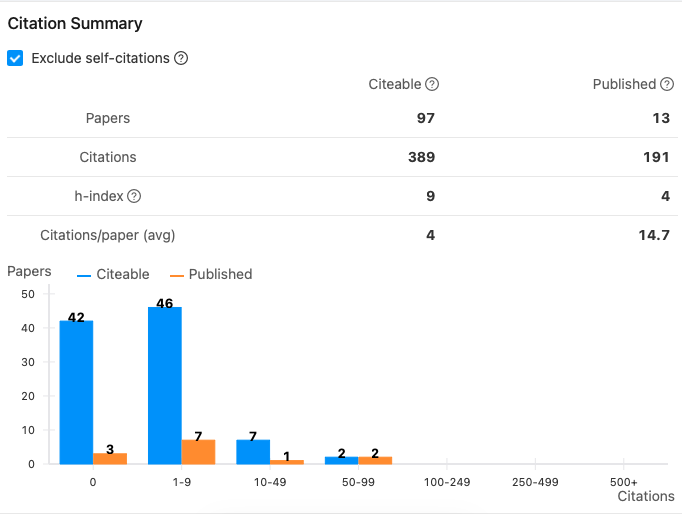 Citation Summary
Exclude self-citations ?
Citeable ? Published ?
Papers 97 13
Citations 389 191
h-index ? 9 4
Citations/paper (avg) 4 14.7
Papers Citeable Published
50
40
30
20
10
0
42 3 46 7 7 1 2 2
0 1-9 10-49 50-99 100-249 250-499 500+
Citations